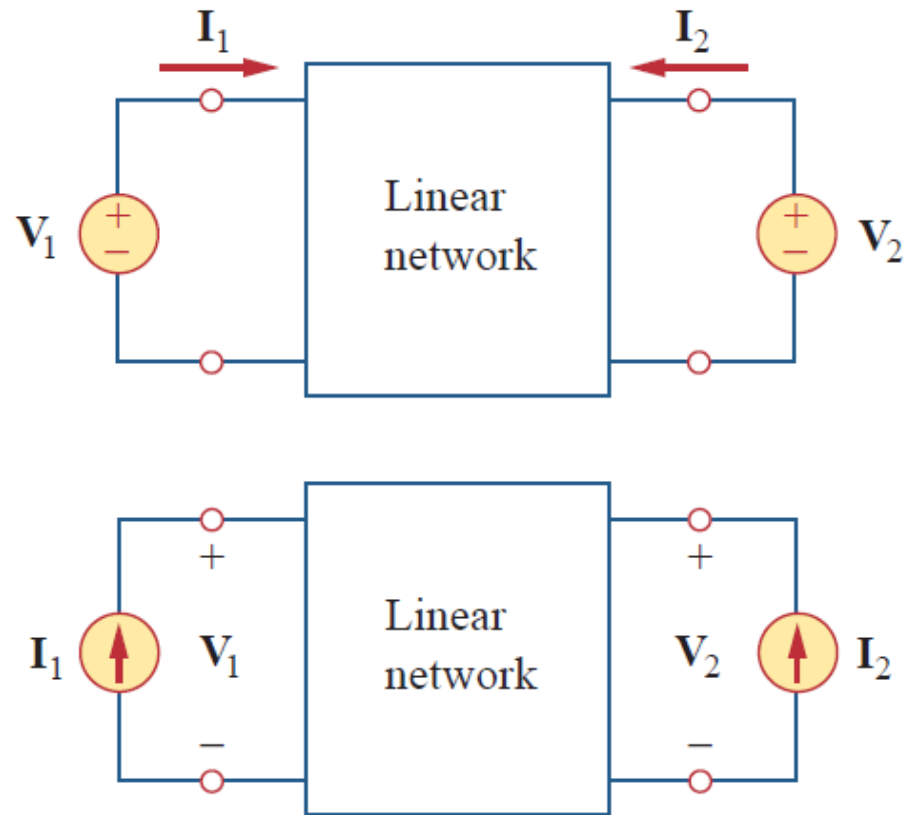 I₁ I₂
+ +
V₁ − Linear network − V₂
+ +
I₁ V₁ Linear network V₂ I₂
− −